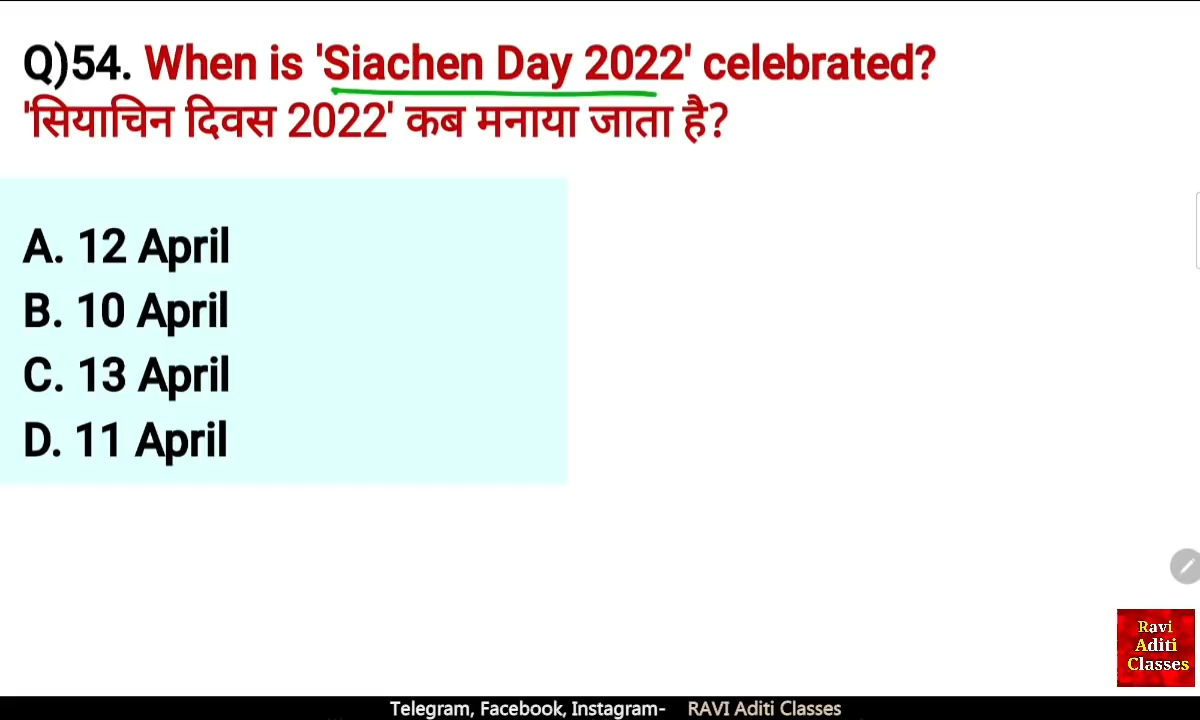 Q)54. When is 'Siachen Day 2022' celebrated?
'सियाचिन दिवस 2022' कब मनाया जाता है?
A. 12 April
B. 10 April
C. 13 April
D. 11 April
Ravi
Aditi
Classes
Telegram, Facebook, Instagram- RAVI Aditi Classes